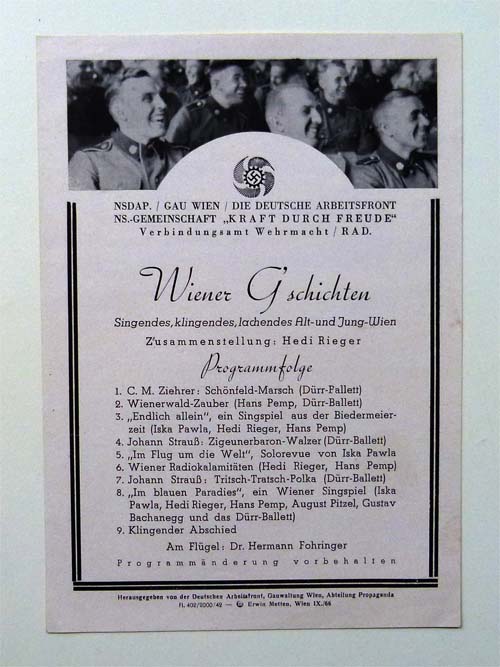 NSDAP. / GAU WIEN / DIE DEUTSCHE ARBEITSFRONT
NS.-GEMEINSCHAFT „KRAFT DURCH FREUDE“
Verbindungsamt Wehrmacht / RAD.
Wiener G'schichten
Singendes, klingendes, lachendes Alt- und Jung-Wien
Zusammenstellung: Hedi Rieger
Programmfolge
1. C. M. Ziehrer: Schönfeld-Marsch (Dürr-Pallett)
2. Wienerwald-Zauber (Hans Pemp, Dürr-Ballett)
3. „Endlich allein“, ein Singspiel aus der Biedermeier-
zeit (Iska Pawla, Hedi Rieger, Hans Pemp)
4. Johann Strauß: Zigeunerbaron-Walzer (Dürr-Ballett)
5. „Im Flug um die Welt“, Solorevue von Iska Pawla
6. Wiener Radiokalamitäten (Hedi Rieger, Hans Pemp)
7. Johann Strauß: Tritsch-Tratsch-Polka (Dürr-Ballett)
8. „Im blauen Paradies“, ein Wiener Singspiel (Iska
Pawla, Hedi Rieger, Hans Pemp, August Pitzel, Gustav
Bachanegg und das Dürr-Ballett)
9. Klingender Abschied
Am Flügel: Dr. Hermann Fohringer
Programmänderung vorbehalten
Herausgegeben von der Deutschen Arbeitsfront, Gauwaltung Wien, Abteilung Propaganda
Fl. 402/2000/42 — Erwin Metten, Wien IX./66